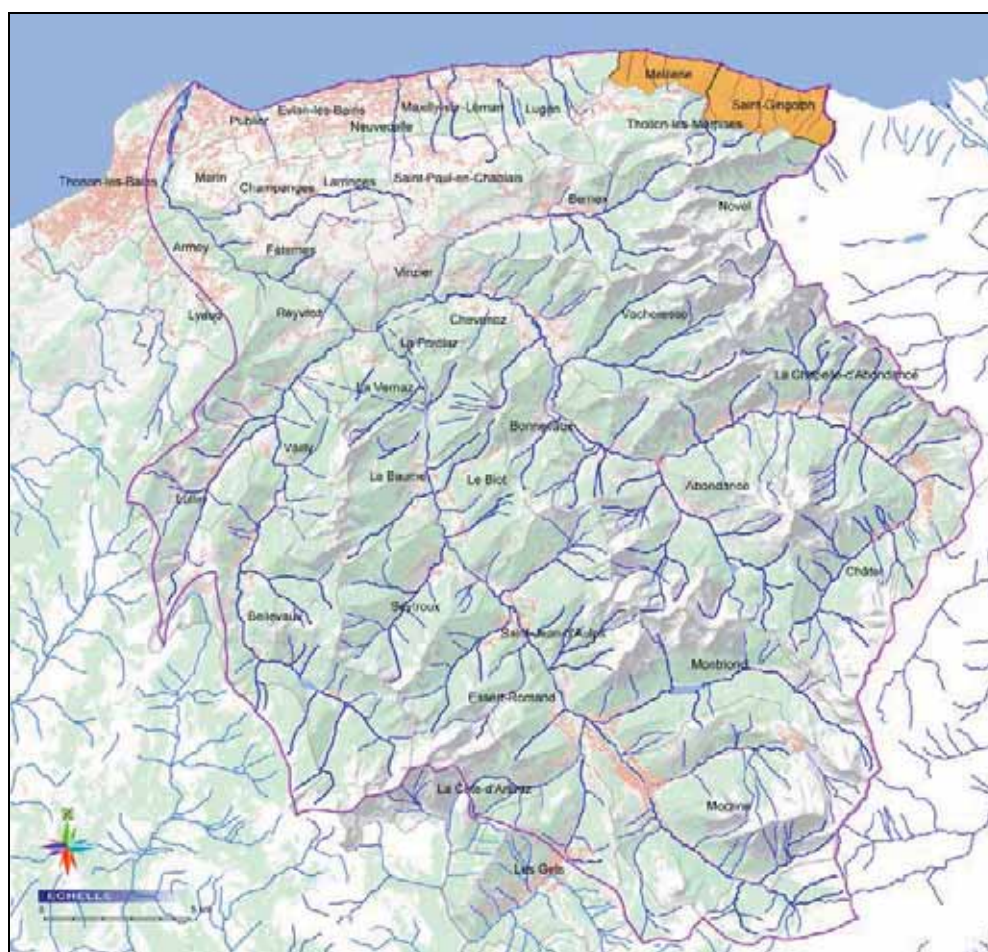 Meillerie
Saint-Gingolph
Publier
Evian-les-Bains
Maxilly-sur-Léman
Lugrin
Neuvecelle
Thollon-les-Mémises
Thonon-les-Bains
Marin
Champanges
Larringes
Saint-Paul-en-Chablais
Bernex
Novel
Armoy
Féternes
Vinzier
Lyaud
Reyvroz
Chevenoz
Vacheresse
La Forclaz
La Vernaz
La Chapelle-d'Abondance
Bonnevaux
Vailly
La Baume
Le Biot
Abondance
Lullin
Châtel
Bellevaux
Seytroux
Saint-Jean-d'Aulps
Montriond
Essert-Romand
La Côte-d'Arbroz
Morzine
Les Gets
N
ECHELLE
0